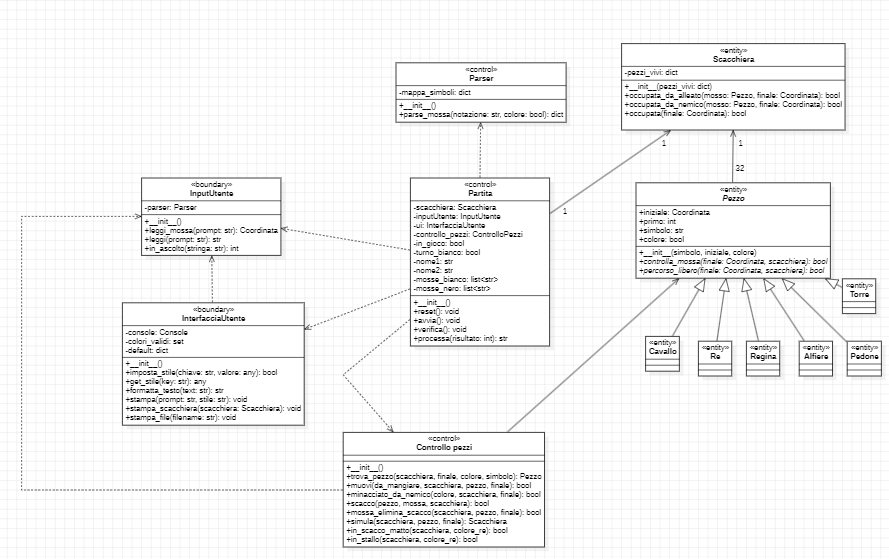 «control»
Parser
-mappa_simboli: dict
+__init__()
+parse_mossa(notazione: str, colore: bool): dict
«entity»
Scacchiera
-pezzi_vivi: dict
+__init__(pezzi_vivi: dict)
+occupata_da_alleato(mosso: Pezzo, finale: Coordinata): bool
+occupata_da_nemico(mosso: Pezzo, finale: Coordinata): bool
+occupata(finale: Coordinata): bool
1
1
32
1
«boundary»
InputUtente
-parser: Parser
+__init__()
+leggi_mossa(prompt: str): Coordinata
+leggi(prompt: str): str
+in_ascolto(stringa: str): int
«control»
Partita
-scacchiera: Scacchiera
-inputUtente: InputUtente
-ui: InterfacciaUtente
-controllo_pezzi: ControlloPezzi
-in_gioco: bool
-turno_bianco: bool
-nome1: str
-nome2: str
-mosse_bianco: list<str>
-mosse_nero: list<str>
+__init__()
+reset(): void
+avvia(): void
+verifica(): void
+processa(risultato: int): str
«entity»
Pezzo
+iniziale: Coordinata
+primo: int
+simbolo: str
+colore: bool
+__init__(simbolo, iniziale, colore)
+controlla_mossa(finale: Coordinata, scacchiera): bool
+percorso_libero(finale: Coordinata, scacchiera): bool
«entity»
Torre
«entity»
Cavallo
«entity»
Re
«entity»
Regina
«entity»
Alfiere
«entity»
Pedone
«boundary»
InterfacciaUtente
-console: Console
-colori_validi: set
-default: dict
+__init__()
+imposta_stile(chiave: str, valore: any): bool
+get_stile(key: str): any
+formatta_testo(text: str): str
+stampa(prompt: str, stile: str): void
+stampa_scacchiera(scacchiera: Scacchiera): void
+stampa_file(filename: str): void
«control»
Controllo pezzi
+__init__()
+trova_pezzo(scacchiera, finale, colore, simbolo): Pezzo
+muovi(da_mangiare, scacchiera, pezzo, finale): bool
+minacciato_da_nemico(colore, scacchiera, finale): bool
+scacco(pezzo, mossa, scacchiera): bool
+mossa_elimina_scacco(scacchiera, pezzo, finale): bool
+simula(scacchiera, pezzo, finale): Scacchiera
+in_scacco_matto(scacchiera, colore_re): bool
+in_stallo(scacchiera, colore_re): bool